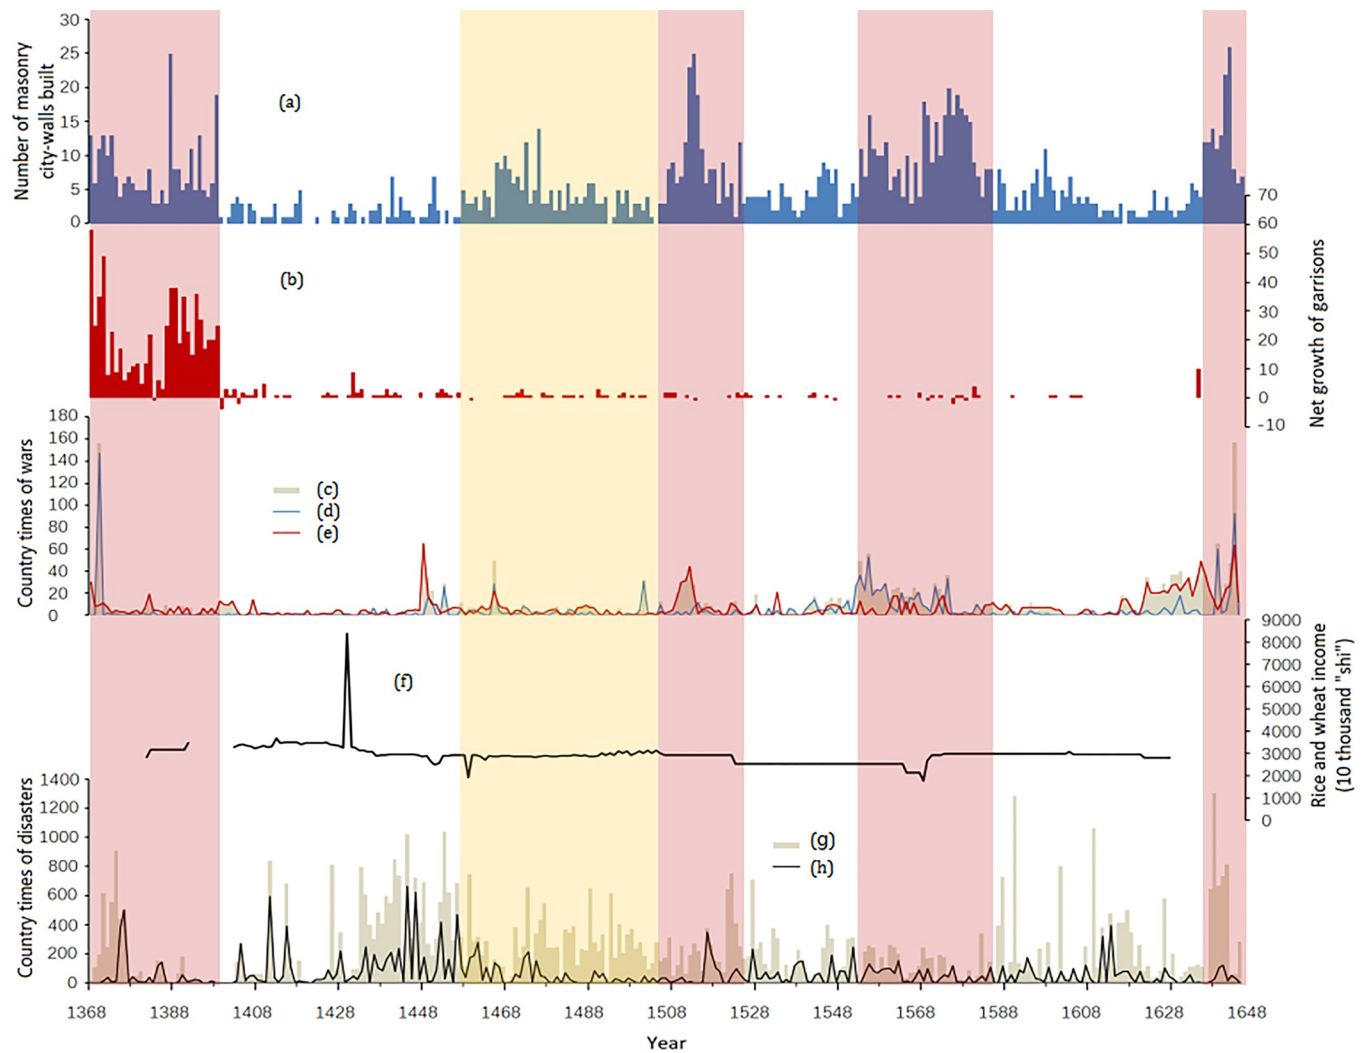 Number of masonry
city-walls built
30
25
20
15
10
5
0
(a)
70
60
50
40
30
20
10
0
-10
Net growth of garrisons
(b)
Country times of wars
180
160
140
120
100
80
60
40
20
0
(c)
(d)
(e)
9000
8000
7000
6000
5000
4000
3000
2000
1000
0
Rice and wheat income
(10 thousand "shi")
(f)
Country times of disasters
1400
1200
1000
800
600
400
200
0
(g)
(h)
1368 1388 1408 1428 1448 1468 1488 1508 1528 1548 1568 1588 1608 1628 1648
Year